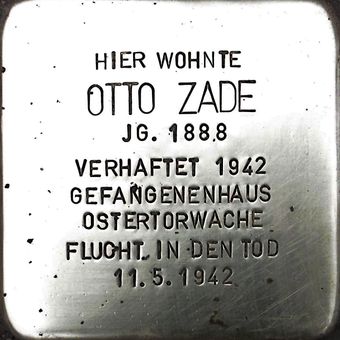 HIER WOHNTE
OTTO ZADE
JG. 1888
VERHAFTET 1942
GEFANGENENHAUS
OSTERTORWACHE
FLUCHT IN DEN TOD
11.5.1942